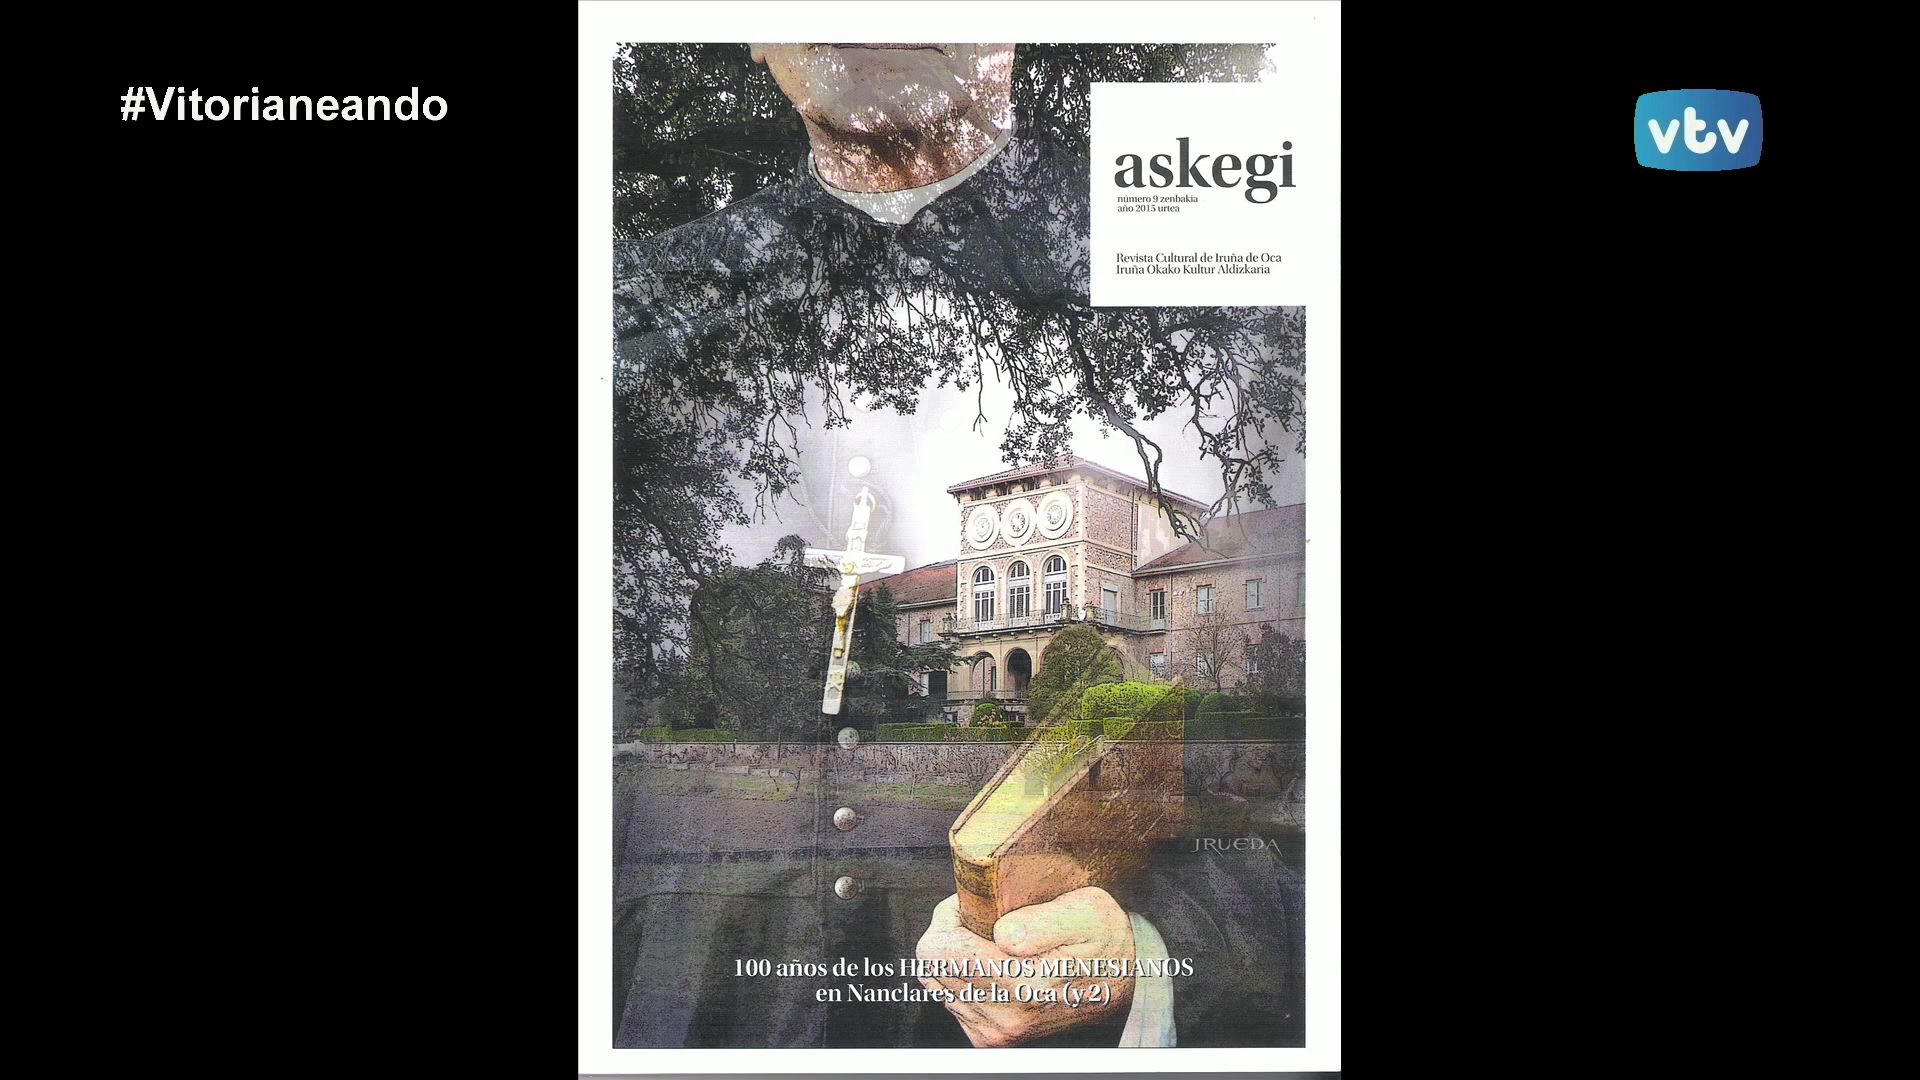 #Vitorianeando
vtv
askegi
número 9 zenbakia
año 2015 urtea
Revista Cultural de Iruña de Oca
Iruña Okako Kultur Aldizkaria
JRUEDA
100 años de los HERMANOS MENESIANOS
en Nanclares de la Oca (y 2)